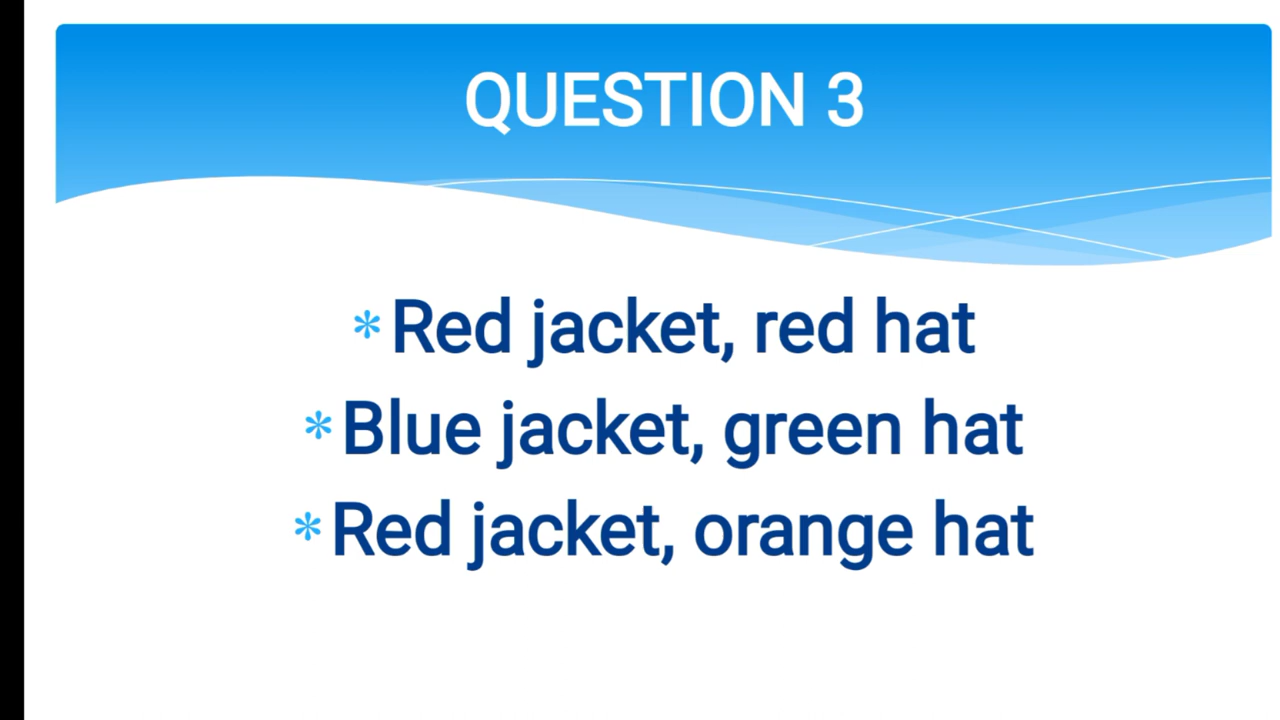 QUESTION 3
* Red jacket, red hat
* Blue jacket, green hat
* Red jacket, orange hat